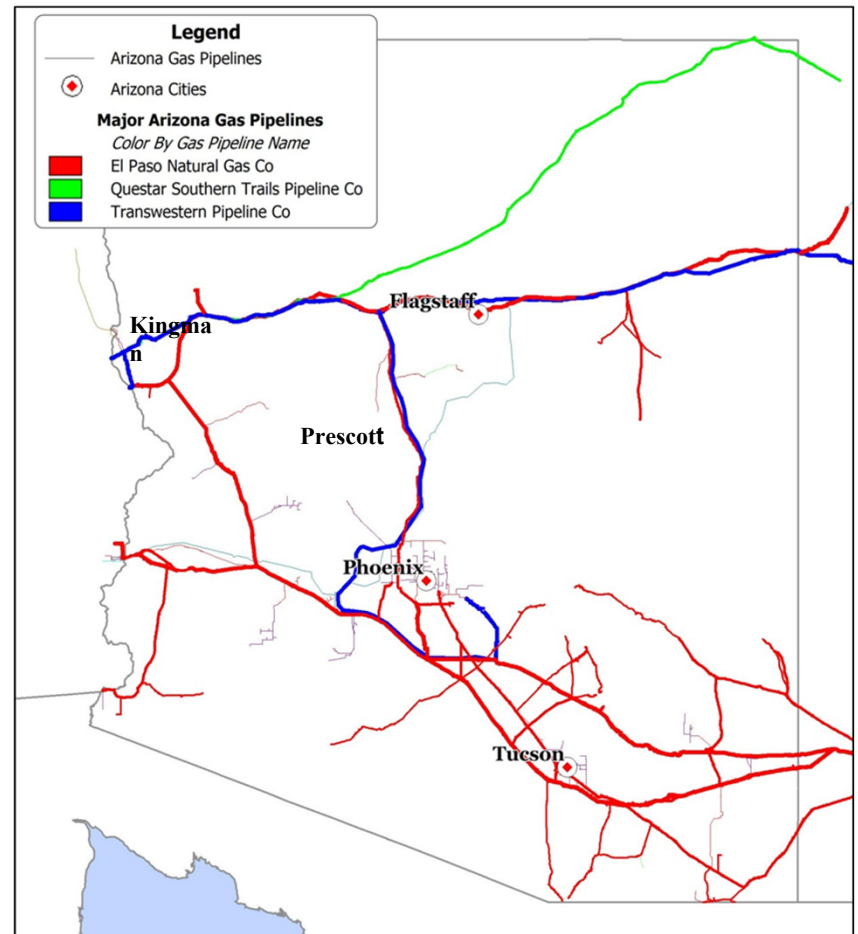 Legend
Arizona Gas Pipelines
Arizona Cities
Major Arizona Gas Pipelines
Color By Gas Pipeline Name
El Paso Natural Gas Co
Questar Southern Trails Pipeline Co
Transwestern Pipeline Co
Flagstaff
Kingma
n
Prescott
Phoenix
Tucson